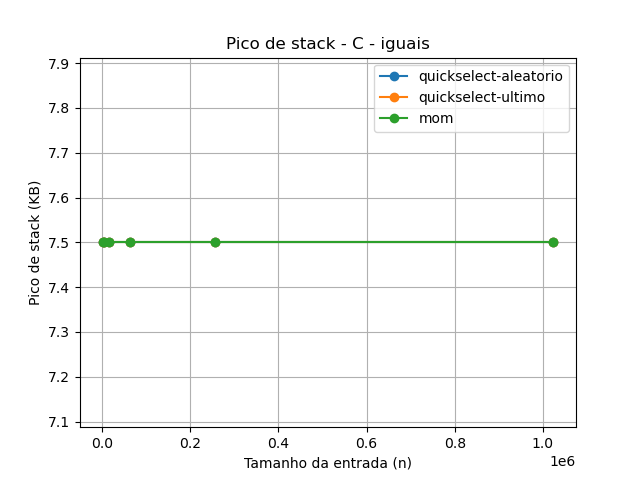 Pico de stack - C - iguais
7.9
7.8
7.7
7.6
7.5
7.4
7.3
7.2
7.1
Pico de stack (KB)
quickselect-aleatorio
quickselect-ultimo
mom
0.0
0.2
0.4
0.6
0.8
1.0
1e6
Tamanho da entrada (n)